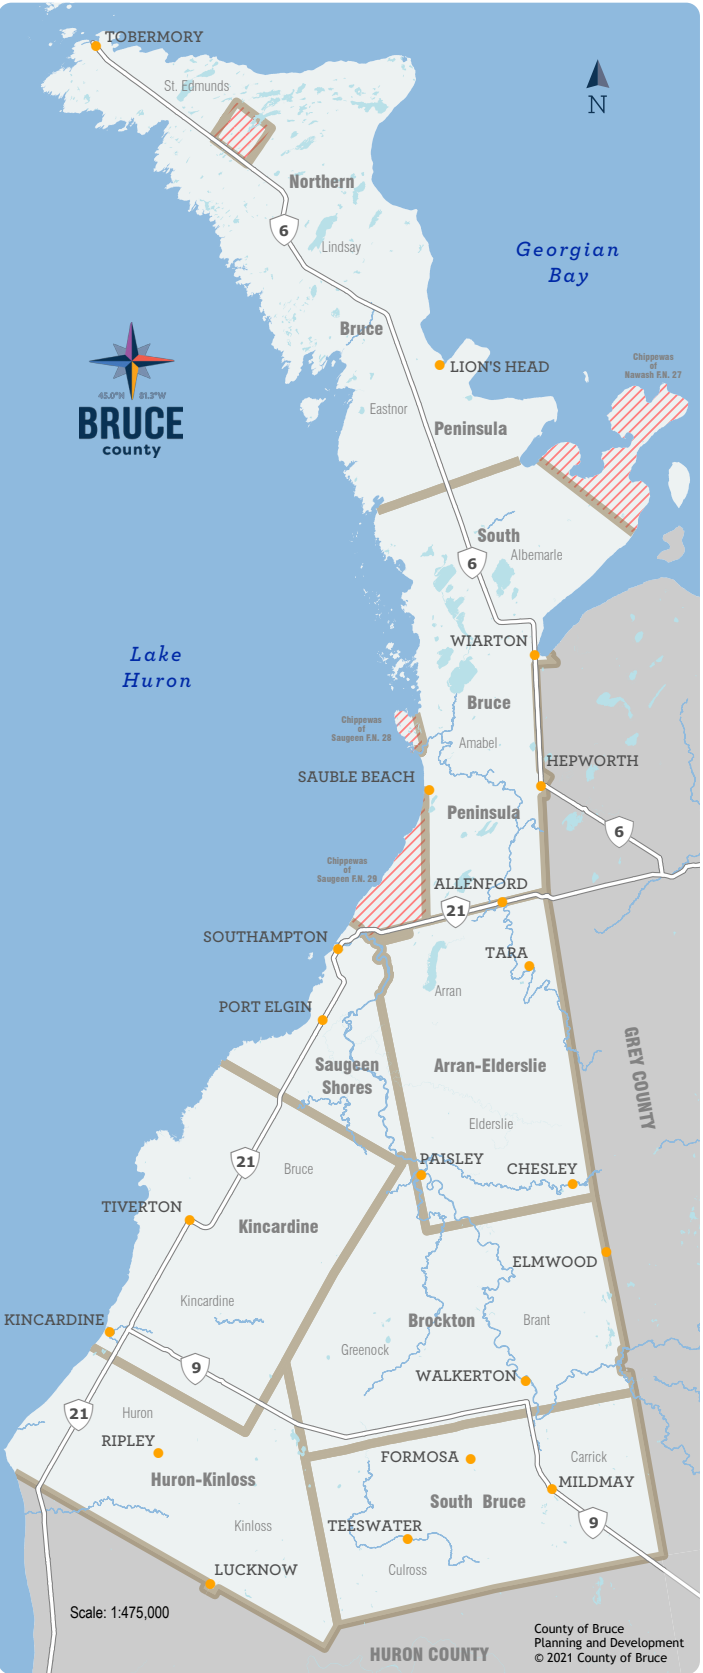 TOBERMORY
St. Edmunds
N
Northern
6
Lindsay
Georgian
Bay
Bruce
LION'S HEAD
Chippewas
of
Nawash F.N. 27
45.0°N 81.3°W
BRUCE
county
Eastnor
Peninsula
South
Albemarle
6
WIARTON
Lake
Huron
Bruce
Chippewas
of
Saugeen F.N. 28
Amabel
HEPWORTH
SAUBLE BEACH
Peninsula
6
Chippewas
of
Saugeen F.N. 29
ALLENFORD
21
SOUTHAMPTON
TARA
Arran
PORT ELGIN
GREY COUNTY
Saugeen
Shores
Arran-Elderslie
Elderslie
21
Bruce
PAISLEY
CHESLEY
TIVERTON
Kincardine
ELMWOOD
Kincardine
KINCARDINE
Brockton
Brant
Greenock
9
WALKERTON
21
Huron
RIPLEY
FORMOSA
Carrick
Huron-Kinloss
MILDMAY
South Bruce
Kinloss
TEESWATER
9
LUCKNOW
Culross
Scale: 1:475,000
HURON COUNTY
County of Bruce
Planning and Development
© 2021 County of Bruce